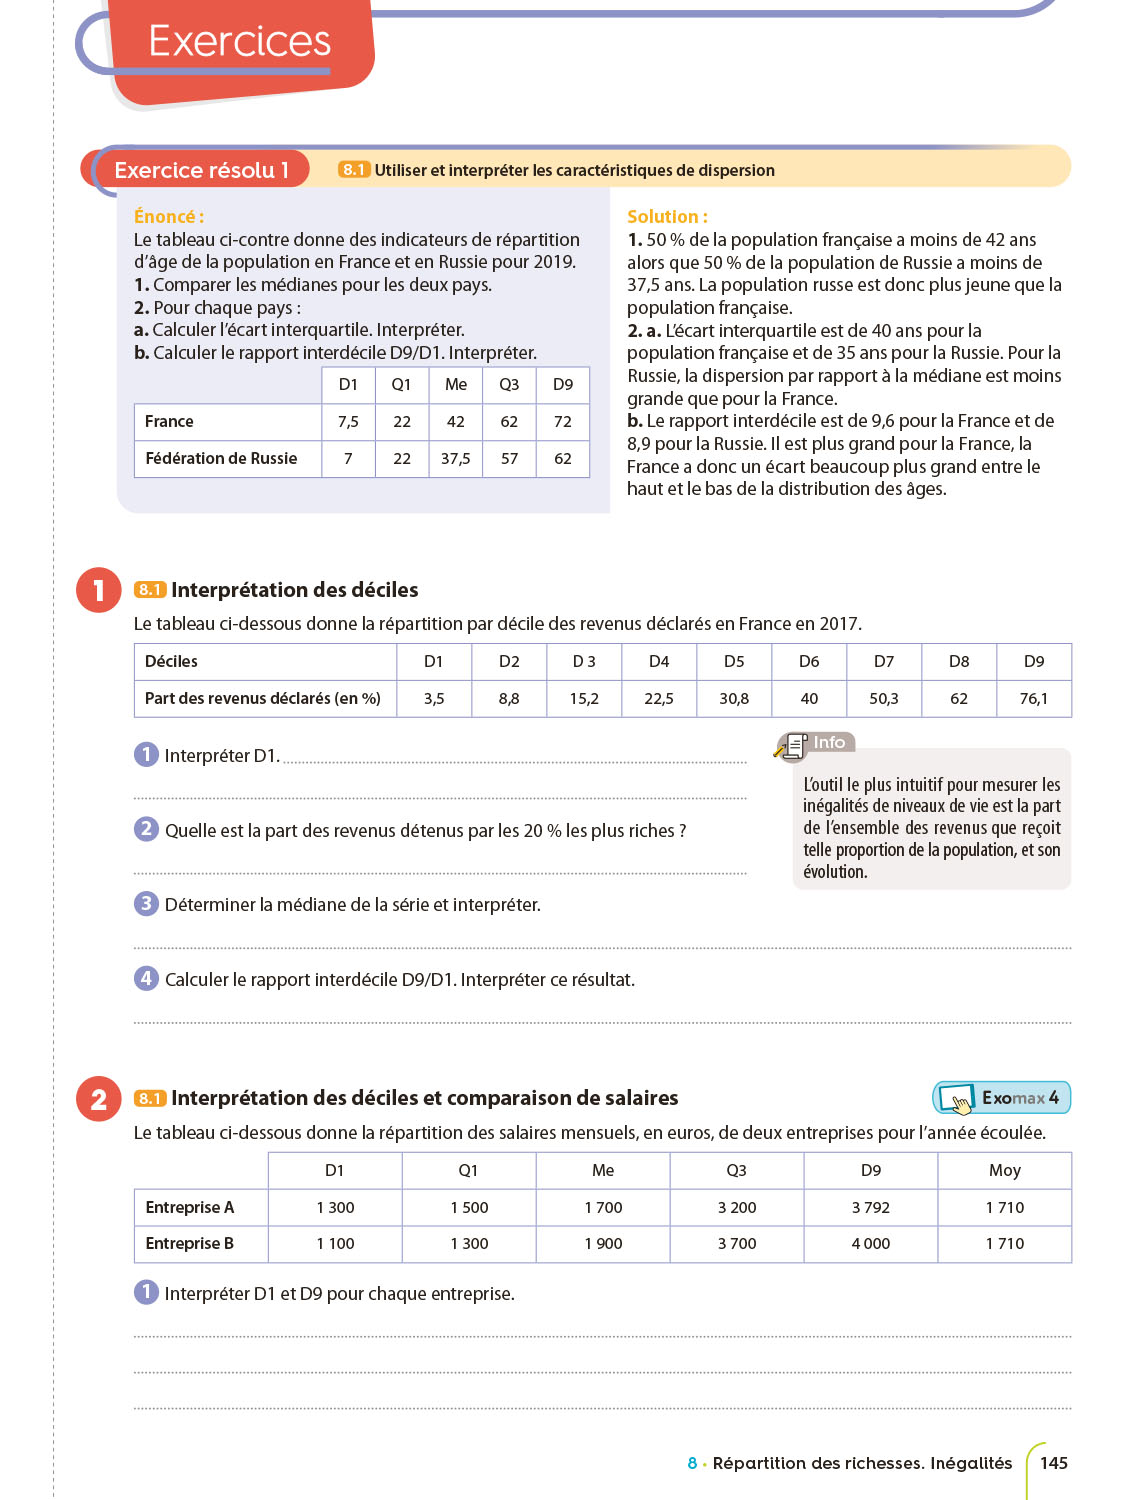 Exercices
Exercice résolu 1
8.1 Utiliser et interpréter les caractéristiques de dispersion
Énoncé :
Le tableau ci-contre donne des indicateurs de répartition
d’âge de la population en France et en Russie pour 2019.
1. Comparer les médianes pour les deux pays.
2. Pour chaque pays :
a. Calculer l’écart interquartile. Interpréter.
b. Calculer le rapport interdécile D9/D1. Interpréter.
D1 Q1 Me Q3 D9
France 7,5 22 42 62 72
Fédération de Russie 7 22 37,5 57 62
Solution :
1. 50 % de la population française a moins de 42 ans
alors que 50 % de la population de Russie a moins de
37,5 ans. La population russe est donc plus jeune que la
population française.
2. a. L’écart interquartile est de 40 ans pour la
population française et de 35 ans pour la Russie. Pour la
Russie, la dispersion par rapport à la médiane est moins
grande que pour la France.
b. Le rapport interdécile est de 9,6 pour la France et de
8,9 pour la Russie. Il est plus grand pour la France, la
France a donc un écart beaucoup plus grand entre le
haut et le bas de la distribution des âges.
1 8.1 Interprétation des déciles
Le tableau ci-dessous donne la répartition par décile des revenus déclarés en France en 2017.
Déciles D1 D2 D 3 D4 D5 D6 D7 D8 D9
Part des revenus déclarés (en %) 3,5 8,8 15,2 22,5 30,8 40 50,3 62 76,1
1 Interpréter D1.
2 Quelle est la part des revenus détenus par les 20 % les plus riches ?
Info
L’outil le plus intuitif pour mesurer les
inégalités de niveaux de vie est la part
de l’ensemble des revenus que reçoit
telle proportion de la population, et son
évolution.
3 Déterminer la médiane de la série et interpréter.
4 Calculer le rapport interdécile D9/D1. Interpréter ce résultat.
2 8.1 Interprétation des déciles et comparaison de salaires
Exomax 4
Le tableau ci-dessous donne la répartition des salaires mensuels, en euros, de deux entreprises pour l’année écoulée.
D1 Q1 Me Q3 D9 Moy
Entreprise A 1 300 1 500 1 700 3 200 3 792 1 710
Entreprise B 1 100 1 300 1 900 3 700 4 000 1 710
1 Interpréter D1 et D9 pour chaque entreprise.
8 • Répartition des richesses. Inégalités 145